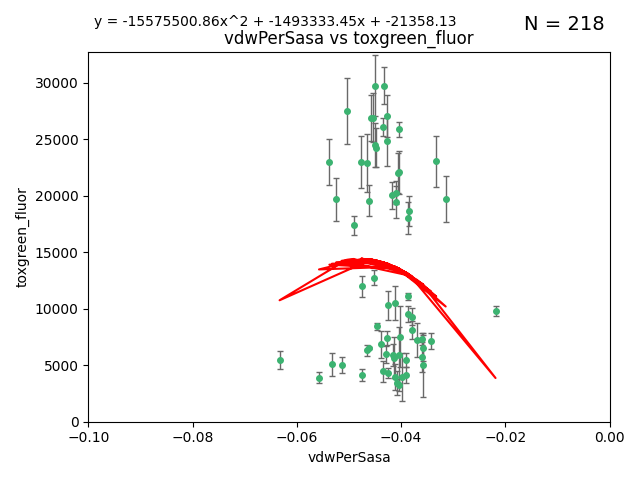 y = -15575500.86x^2 + -1493333.45x + -21358.13
N = 218
vdwPerSasa vs toxgreen_fluor
toxgreen_fluor
30000
25000
20000
15000
10000
5000
0
−0.10
−0.08
−0.06
−0.04
−0.02
0.00
vdwPerSasa